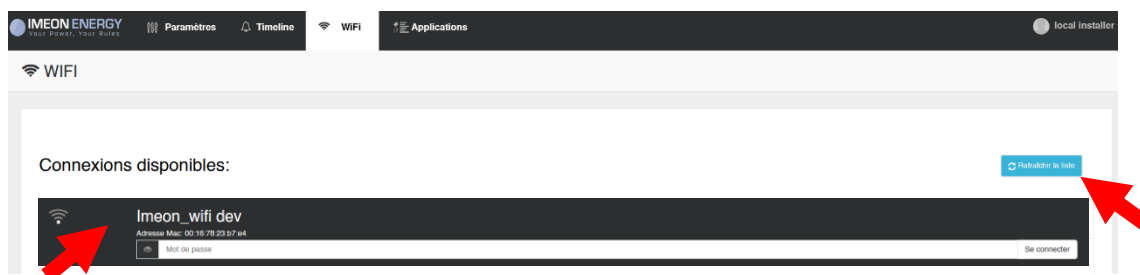 IMEON ENERGY
Your Power, Your Rules
Paramètres
Timeline
WiFi
Applications
local installer
WIFI
Connexions disponibles:
Rafraîchir la liste
Imeon_wifi dev
Adresse Mac: 00:16:78:23:b7:e4
Mot de passe
Se connecter